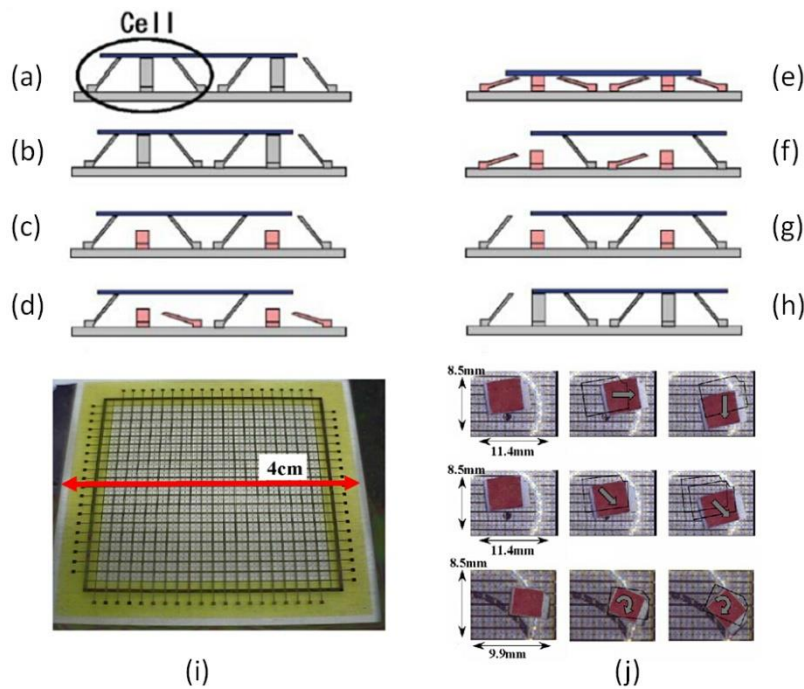 Cell
(a)
(b)
(c)
(d)
(e)
(f)
(g)
(h)
4cm
(i)
8.5mm
11.4mm
8.5mm
11.4mm
8.5mm
9.9mm
(j)